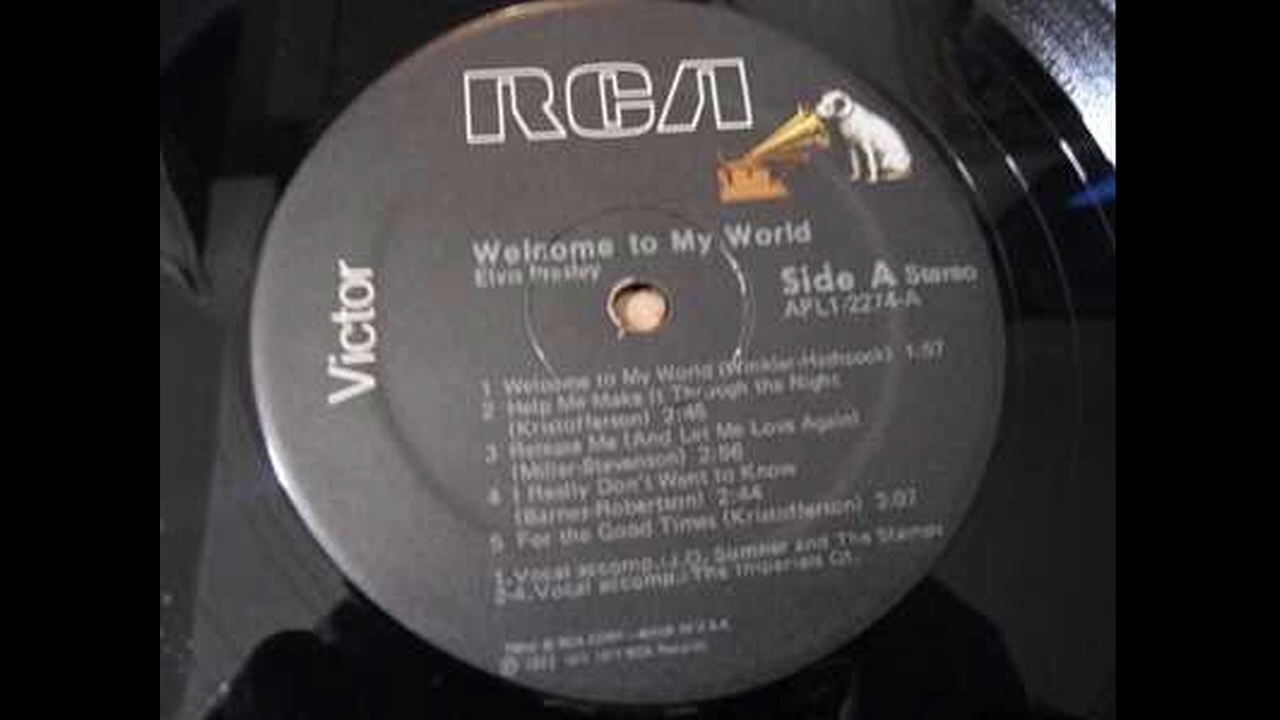 RCA
Victor
Welcome to My World
Elvis Presley
Side A Stereo
APL1-2274-A
1 Welcome to My World (Winkler-Hathcock) 1:57
2 Help Me Make It Through the Night
(Kristofferson) 2:46
3 Release Me (And Let Me Love Again)
(Miller-Stevenson) 2:56
4 I Really Don't Want to Know
(Barnes-Robertson) 2:44
5 For the Good Times (Kristofferson) 3:07
Vocal accomp.: J.D. Sumner and The Stamps
Vocal accomp.: The Imperials Qt.
RCA Records